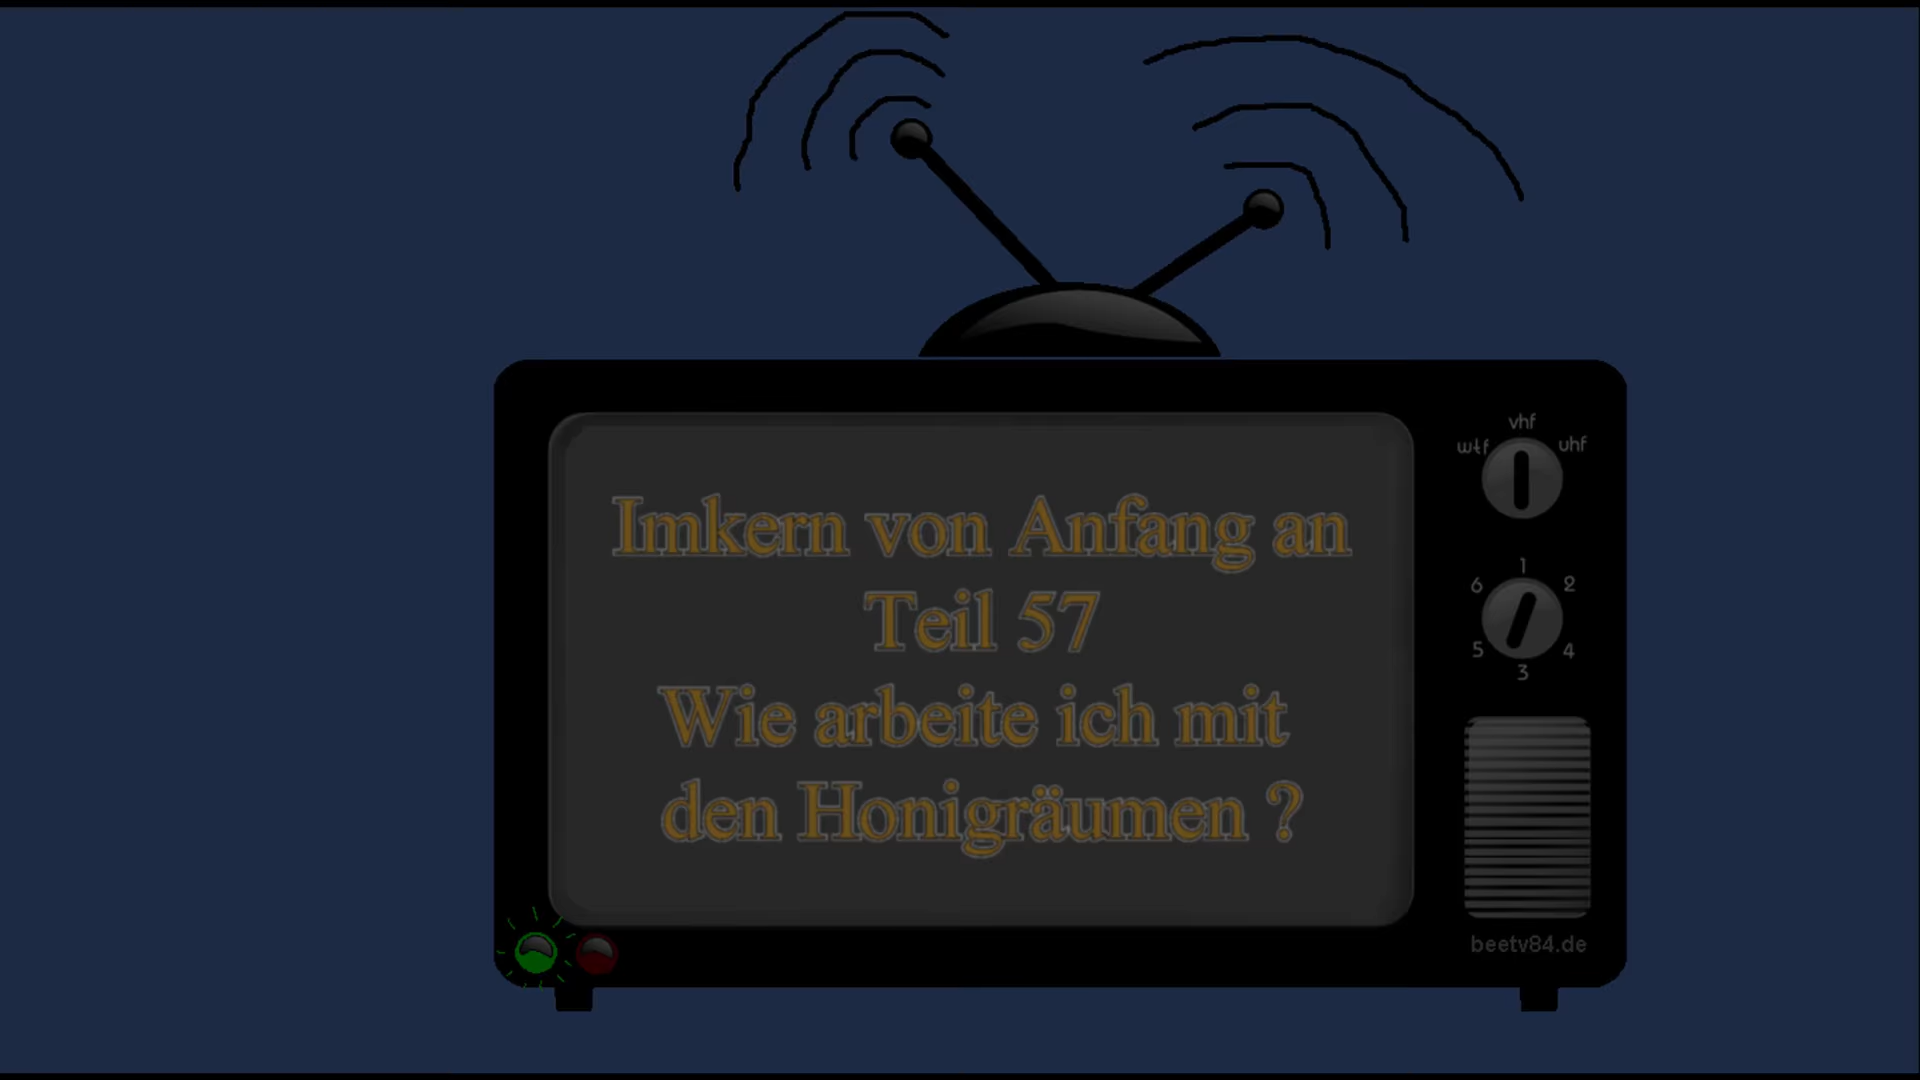 vhf
wtf
uhf
Imkern von Anfang an
Teil 57
Wie arbeite ich mit
den Honigräumen ?
1
6
2
5
4
3
beetv84.de